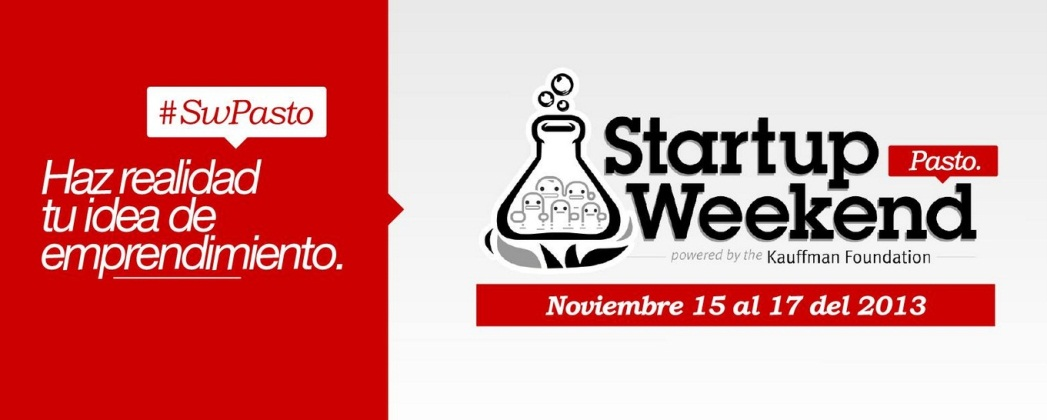 #SwPasto
Haz realidad
tu idea de
emprendimiento.
Startup
Pasto.
Weekend
powered by the Kauffman Foundation
Noviembre 15 al 17 del 2013